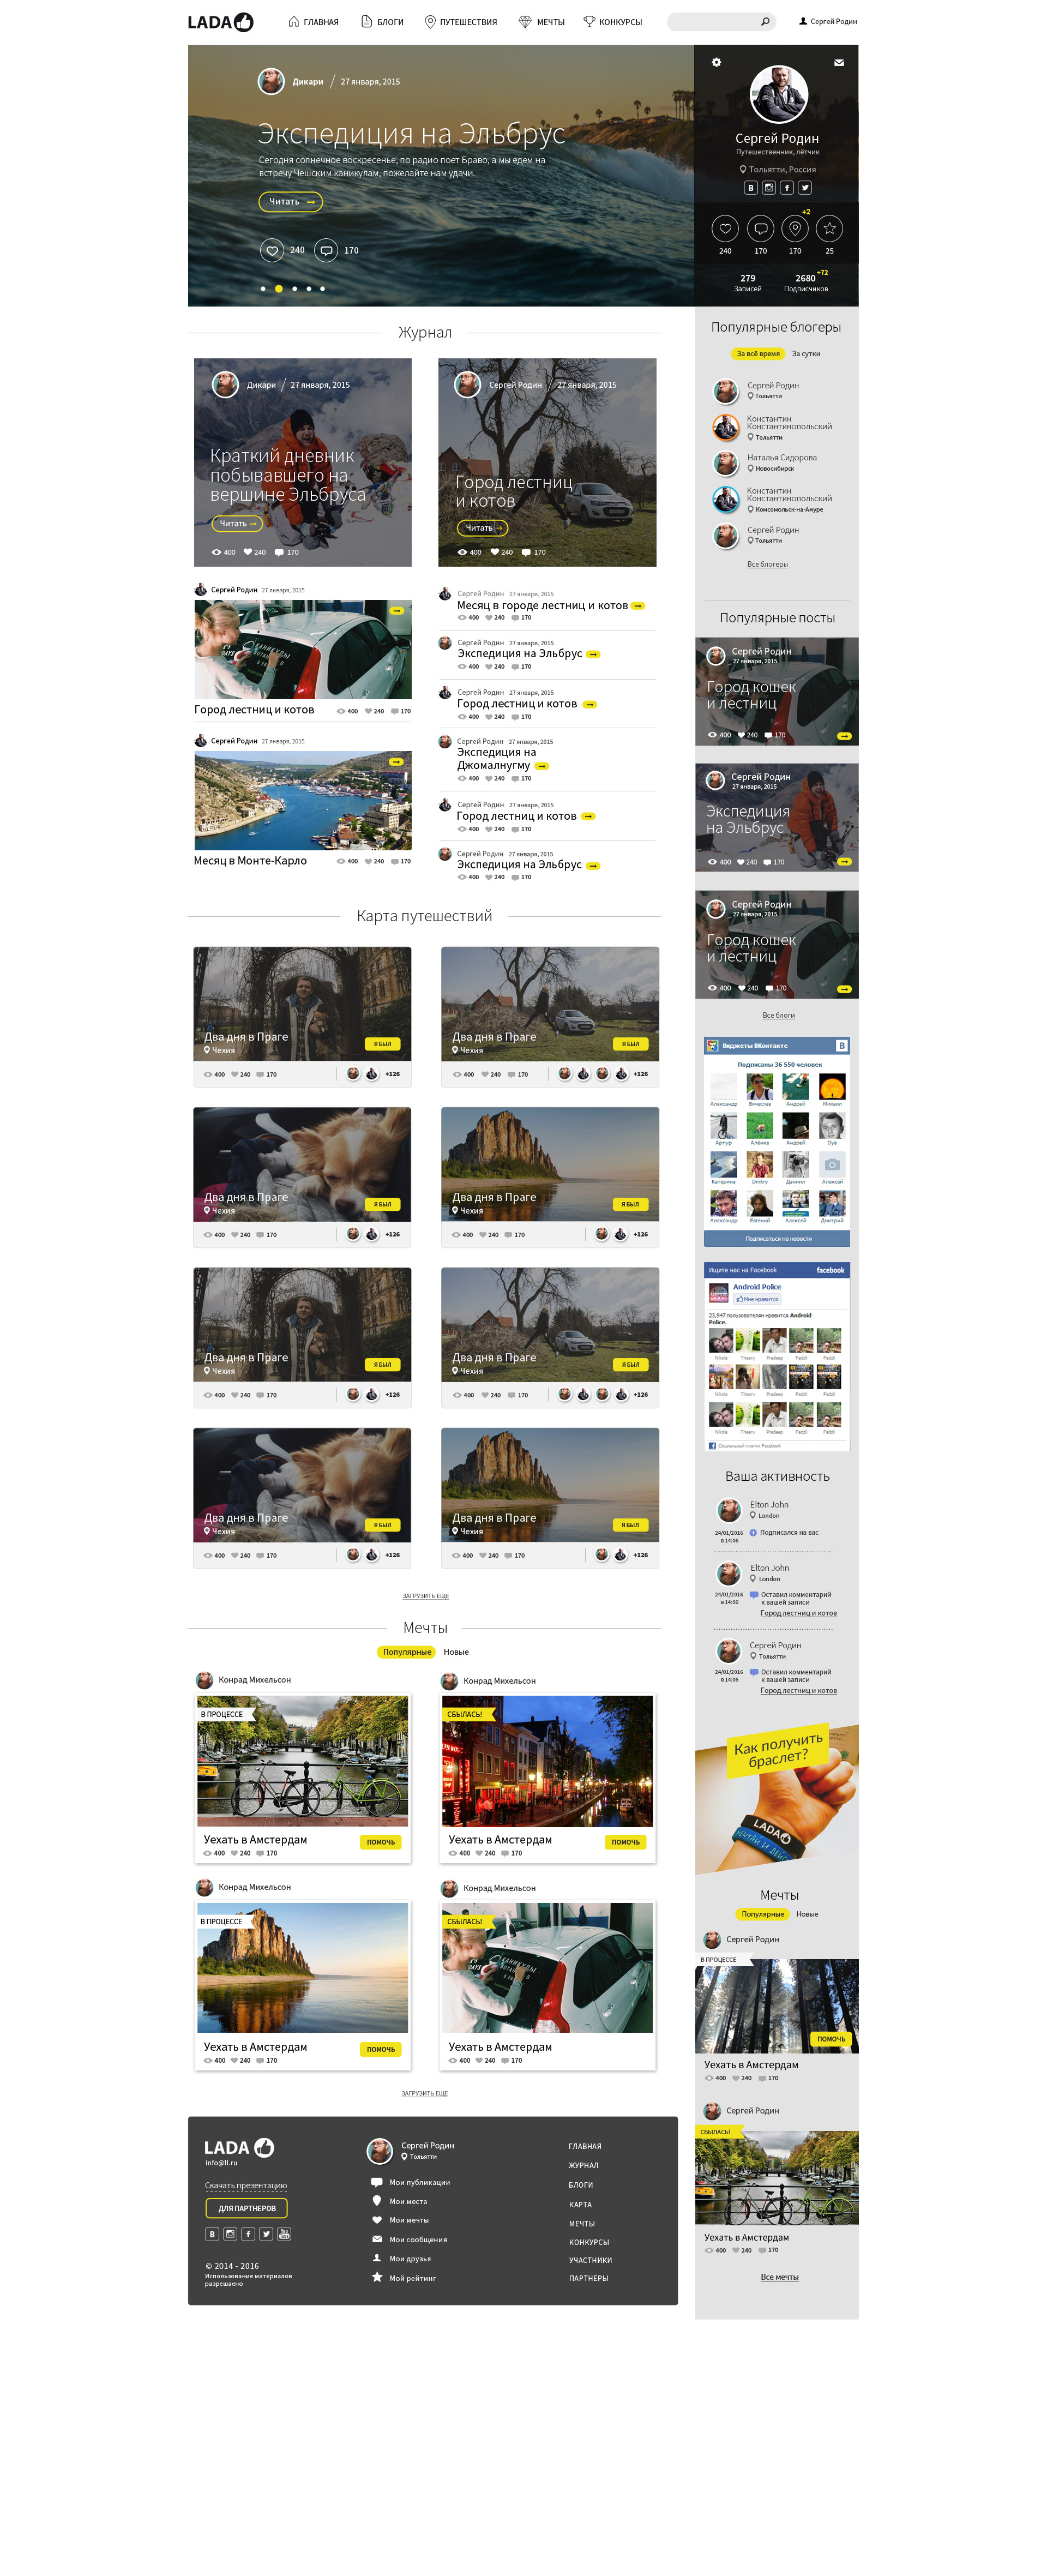 LADA
ГЛАВНАЯ
БЛОГИ
ПУТЕШЕСТВИЯ
МЕЧТЫ
КОНКУРСЫ
Сергей Родин
Дикари
27 января, 2015
Экспедиция на Эльбрус
Сегодня солнечное воскресенье, по радио поет Браво, а мы едем на
встречу Чешским каникулам, пожелайте нам удачи.
Читать
240
170
Сергей Родин
Путешественник, лётчик
Тольятти, Россия
+2
240
170
170
25
279
Записей
2680
+72
Подписчиков
Журнал
Дикари
27 января, 2015
Краткий дневник
побывавшего на
вершине Эльбруса
Читать
400 240 170
Сергей Родин
27 января, 2015
Город лестниц
и котов
Читать
400 240 170
Сергей Родин 27 января, 2015
Город лестниц и котов
400 240 170
Сергей Родин 27 января, 2015
Месяц в Монте-Карло
400 240 170
Сергей Родин 27 января, 2015
Месяц в городе лестниц и котов
400 240 170
Сергей Родин 27 января, 2015
Экспедиция на Эльбрус
400 240 170
Сергей Родин 27 января, 2015
Город лестниц и котов
400 240 170
Сергей Родин 27 января, 2015
Экспедиция на
Джомалнугму
400 240 170
Сергей Родин 27 января, 2015
Город лестниц и котов
400 240 170
Сергей Родин 27 января, 2015
Экспедиция на Эльбрус
400 240 170
Карта путешествий
Два дня в Праге
Чехия
Я БЫЛ
400 240 170 +126
Два дня в Праге
Чехия
Я БЫЛ
400 240 170 +126
Два дня в Праге
Чехия
Я БЫЛ
400 240 170 +126
Два дня в Праге
Чехия
Я БЫЛ
400 240 170 +126
Два дня в Праге
Чехия
Я БЫЛ
400 240 170 +126
Два дня в Праге
Чехия
Я БЫЛ
400 240 170 +126
Два дня в Праге
Чехия
Я БЫЛ
400 240 170 +126
Два дня в Праге
Чехия
Я БЫЛ
400 240 170 +126
ЗАГРУЗИТЬ ЕЩЕ
Мечты
Популярные Новые
Конрад Михельсон
В ПРОЦЕССЕ
Уехать в Амстердам
ПОМОЧЬ
400 240 170
Конрад Михельсон
СБЫЛАСЬ!
Уехать в Амстердам
ПОМОЧЬ
400 240 170
Конрад Михельсон
В ПРОЦЕССЕ
Уехать в Амстердам
ПОМОЧЬ
400 240 170
Конрад Михельсон
СБЫЛАСЬ!
КАНИКУЛЫ
Уехать в Амстердам
400 240 170
ЗАГРУЗИТЬ ЕЩЕ
Популярные блогеры
За всё время За сутки
Сергей Родин
Тольятти
Константин
Константинопольский
Тольятти
Наталья Сидорова
Новосибирск
Константин
Константинопольский
Комсомольск-на-Амуре
Сергей Родин
Тольятти
Все блогеры
Популярные посты
Сергей Родин
27 января, 2015
Город кошек
и лестниц
400 240 170
Сергей Родин
27 января, 2015
Экспедиция
на Эльбрус
400 240 170
Сергей Родин
27 января, 2015
Город кошек
и лестниц
400 240 170
Все блоги
Виджеты ВКонтакте
B
Подписаны 36 550 человек
Александр Вячеслав Андрей Михаил
Артур Алёнка Андрей Ilya
Катерина Dmitry Даниил Алексей
Александр Евгений Алексей Дмитрий
Подписаться на новости
Ищите нас на Facebook facebook
Android Police
Мне нравится
23,947 пользователям нравится Android
Police.
Nikola Theary Pradeep Fadzli Fadzli
Nikola Theary Pradeep Fadzli Fadzli
Nikola Theary Pradeep Fadzli Fadzli
Социальный плагин Facebook
Ваша активность
Elton John
London
24/01/2016
в 14:06
Подписался на вас
Elton John
London
24/01/2016
в 14:06
Оставил комментарий
к вашей записи
Город лестниц и котов
Сергей Родин
Тольятти
24/01/2016
в 14:06
Оставил комментарий
к вашей записи
Город лестниц и котов
Как получить
браслет?
LADA
МЕЧТАЙ И
Мечты
Популярные Новые
Сергей Родин
В ПРОЦЕССЕ
ПОМОЧЬ
Уехать в Амстердам
400 240 170
Сергей Родин
СБЫЛАСЬ!
Уехать в Амстердам
400 240 170
Все мечты
LADA
info@ll.ru
Скачать презентацию
ДЛЯ ПАРТНЕРОВ
B
f
You
© 2014 - 2016
Использование материалов
разрешаено
Сергей Родин
Тольятти
Мои публикации
Мои места
Мои мечты
Мои сообщения
Мои друзья
Мой рейтинг
ГЛАВНАЯ
ЖУРНАЛ
БЛОГИ
КАРТА
МЕЧТЫ
КОНКУРСЫ
УЧАСТНИКИ
ПАРТНЕРЫ